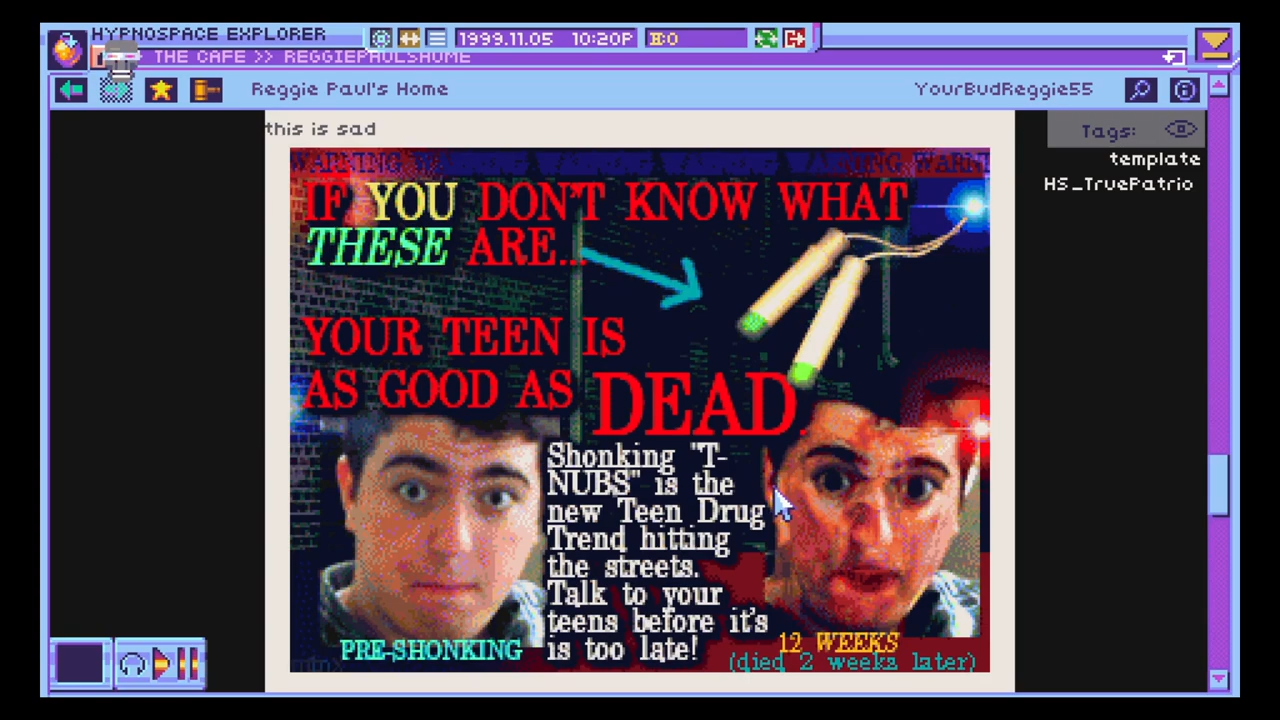 HYPNOSPACE EXPLORER
1999.11.05 10:20P
:0
THE CAFE >> REGGIEPAULSHOME
Reggie Paul's Home
YourBudReggie55
Tags:
template
HS_TruePatrio
this is sad
IF YOU DON'T KNOW WHAT
THESE ARE...
YOUR TEEN IS
AS GOOD AS DEAD.
Shonking "T-
NUBS" is the
new Teen Drug
Trend hitting
the streets.
Talk to your
teens before it's
is too late!
PRE-SHONKING
12 WEEKS
(died 2 weeks later)